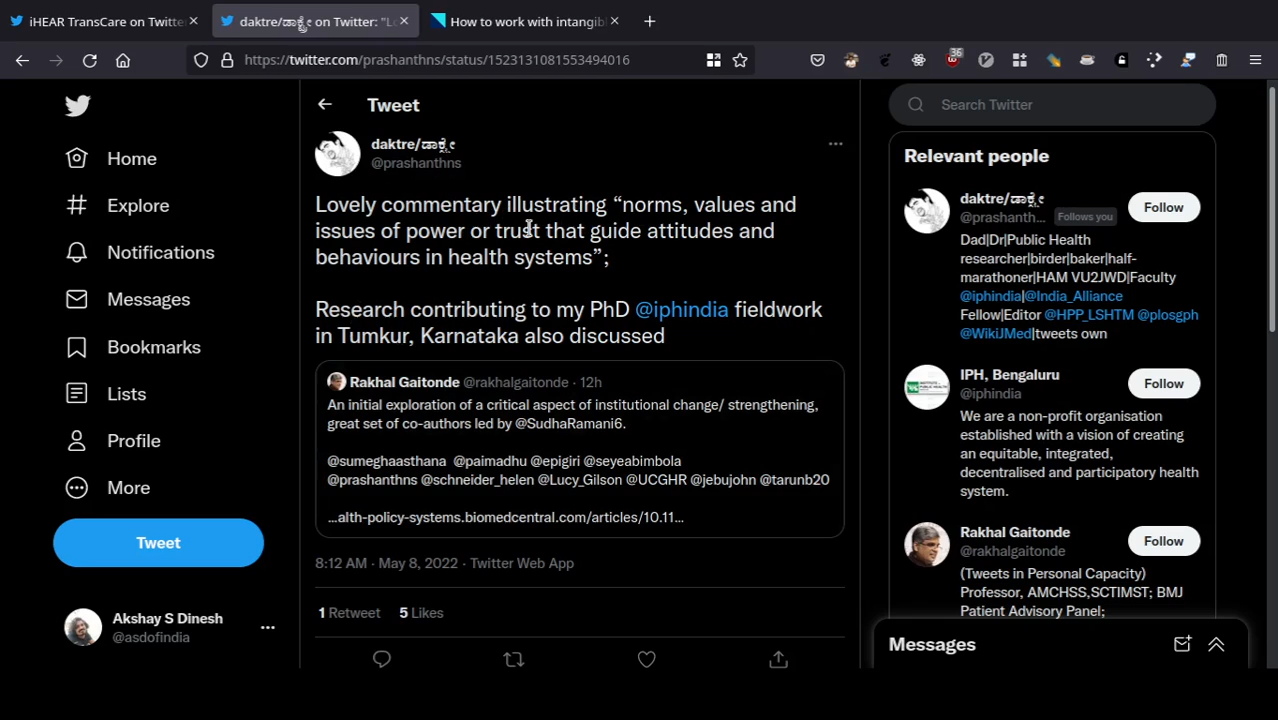 iHEAR TransCare on Twitte
daktre/ಡಾಕ್ಟ್ರೇ on Twitter: "Lo
How to work with intangibl
https://twitter.com/prashanthns/status/1523131081553494016
36
Home
Explore
Notifications
Messages
Bookmarks
Lists
Profile
More
Tweet
Akshay S Dinesh
@asdofindia
Tweet
daktre/ಡಾಕ್ಟ್ರೇ
@prashanthns
Lovely commentary illustrating “norms, values and
issues of power or trust that guide attitudes and
behaviours in health systems”;
Research contributing to my PhD @iphindia fieldwork
in Tumkur, Karnataka also discussed
Rakhal Gaitonde @rakhalgaitonde · 12h
An initial exploration of a critical aspect of institutional change/ strengthening,
great set of co-authors led by @SudhaRamani6.
@sumeghaasthana @paimadhu @epigiri @seyeabimbola
@prashanthns @schneider_helen @Lucy_Gilson @UCGHR @jebujohn @tarunb20
...alth-policy-systems.biomedcentral.com/articles/10.11...
8:12 AM · May 8, 2022 · Twitter Web App
1 Retweet 5 Likes
Search Twitter
Relevant people
daktre/ಡಾಕ್ಟ್ರೇ
@prashanth... Follows you
Follow
Dad|Dr|Public Health
researcher|birder|baker|half-
marathoner|HAM VU2JWD|Faculty
@iphindia|@India_Alliance
Fellow|Editor @HPP_LSHTM @plosgph
@WikiJMed|tweets own
IPH, Bengaluru
@iphindia
Follow
We are a non-profit organisation
established with a vision of creating
an equitable, integrated,
decentralised and participatory health
system.
Rakhal Gaitonde
@rakhalgaitonde
Follow
(Tweets in Personal Capacity)
Professor, AMCHSS,SCTIMST; BMJ
Patient Advisory Panel;
Messages